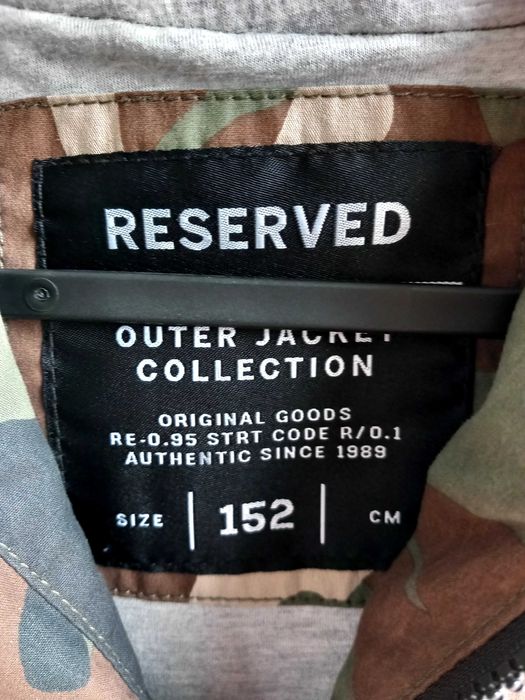 RESERVED
OUTER JACKET
COLLECTION
ORIGINAL GOODS
RE-0.95 STRT CODE R/0.1
AUTHENTIC SINCE 1989
SIZE | 152 | CM